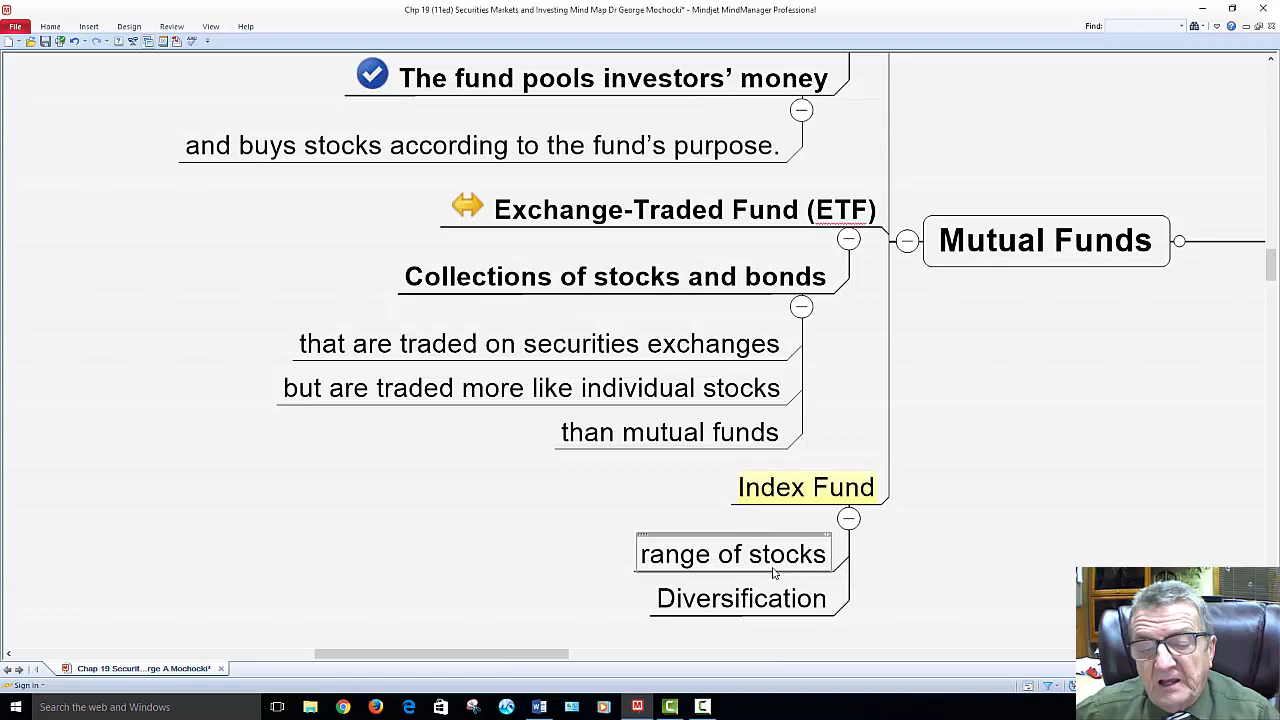 Chp 19 (11ed) Securities Markets and Investing Mind Map Dr George Mochocki* - Mindjet MindManager Professional
File Home Insert Design Review View Help
Find:
The fund pools investors’ money
and buys stocks according to the fund’s purpose.
Exchange-Traded Fund (ETF)
Mutual Funds
Collections of stocks and bonds
that are traded on securities exchanges
but are traded more like individual stocks
than mutual funds
Index Fund
range of stocks
Diversification
Chap 19 Securit...rge A Mochocki*
Sign In
Search the web and Windows